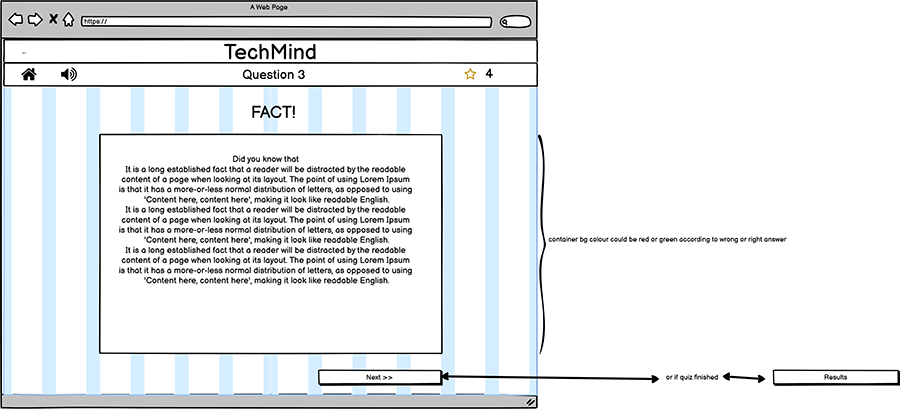 A Web Page
https://
TechMind
Question 3
4
FACT!
Did you know that
It is a long established fact that a reader will be distracted by the readable
content of a page when looking at its layout. The point of using Lorem Ipsum
is that it has a more-or-less normal distribution of letters, as opposed to using
'Content here, content here', making it look like readable English.
It is a long established fact that a reader will be distracted by the readable
content of a page when looking at its layout. The point of using Lorem Ipsum
is that it has a more-or-less normal distribution of letters, as opposed to using
'Content here, content here', making it look like readable English.
It is a long established fact that a reader will be distracted by the readable
content of a page when looking at its layout. The point of using Lorem Ipsum
is that it has a more-or-less normal distribution of letters, as opposed to using
'Content here, content here', making it look like readable English.
container bg colour could be red or green according to wrong or right answer
Next >>
or if quiz finished
Results